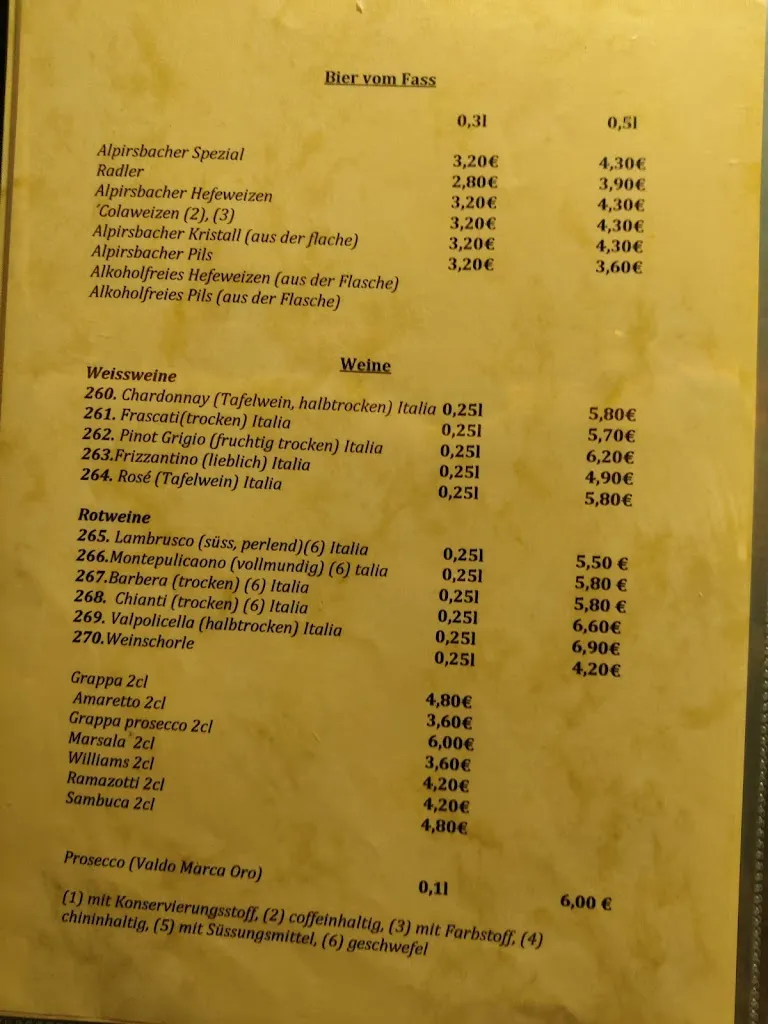 Bier vom Fass
0,3l 0,5l
Alpirsbacher Spezial 3,20€ 4,30€
Radler 2,80€ 3,90€
Alpirsbacher Hefeweizen 3,20€ 4,30€
'Colaweizen (2), (3) 3,20€ 4,30€
Alpirsbacher Kristall (aus der flache) 3,20€ 4,30€
Alpirsbacher Pils 3,20€ 3,60€
Alkoholfreies Hefeweizen (aus der Flasche)
Alkoholfreies Pils (aus der Flasche)
Weine
Weissweine
260. Chardonnay (Tafelwein, halbtrocken) Italia 0,25l 5,80€
261. Frascati(trocken) Italia 0,25l 5,70€
262. Pinot Grigio (fruchtig trocken) Italia 0,25l 6,20€
263.Frizzantino (lieblich) Italia 0,25l 4,90€
264. Rosé (Tafelwein) Italia 0,25l 5,80€
Rotweine
265. Lambrusco (süss, perlend)(6) Italia 0,25l 5,50 €
266.Montepulicaono (vollmundig) (6) talia 0,25l 5,80 €
267.Barbera (trocken) (6) Italia 0,25l 5,80 €
268. Chianti (trocken) (6) Italia 0,25l 6,60€
269. Valpolicella (halbtrocken) Italia 0,25l 6,90€
270.Weinschorle 0,25l 4,20€
Grappa 2cl 4,80€
Amaretto 2cl 3,60€
Grappa prosecco 2cl 6,00€
Marsala 2cl 3,60€
Williams 2cl 4,20€
Ramazotti 2cl 4,20€
Sambuca 2cl 4,80€
Prosecco (Valdo Marca Oro) 0,1l 6,00 €
(1) mit Konservierungsstoff, (2) coffeinhaltig, (3) mit Farbstoff, (4)
chininhaltig, (5) mit Süssungsmittel, (6) geschwefel